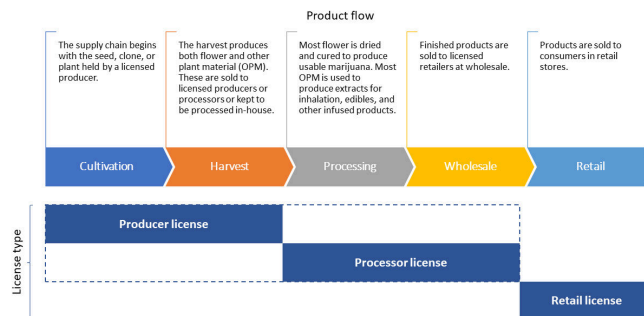 Product flow
The supply chain begins
with the seed, clone, or
plant held by a licensed
producer.
The harvest produces
both flower and other
plant material (OPM).
These are sold to
licensed producers or
processors or kept to
be processed in-house.
Most flower is dried
and cured to produce
usable marijuana. Most
OPM is used to
produce extracts for
inhalation, edibles, and
other infused products.
Finished products are
sold to licensed
retailers at wholesale.
Products are sold to
consumers in retail
stores.
Cultivation
Harvest
Processing
Wholesale
Retail
License type
Producer license
Processor license
Retail license